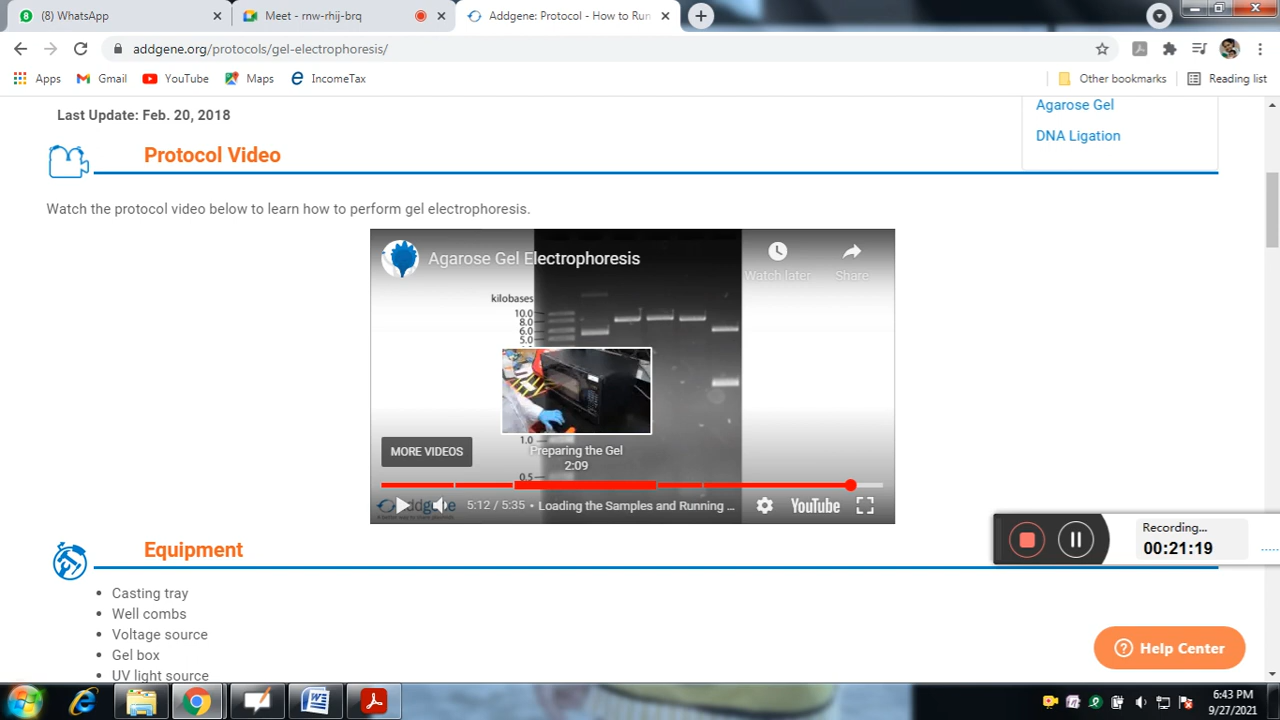 (8) WhatsApp
Meet - rnw-rhij-brq
Addgene: Protocol - How to Run
addgene.org/protocols/gel-electrophoresis/
Apps
Gmail
YouTube
Maps
IncomeTax
Other bookmarks
Reading list
Last Update: Feb. 20, 2018
Agarose Gel
DNA Ligation
Protocol Video
Watch the protocol video below to learn how to perform gel electrophoresis.
Agarose Gel Electrophoresis
Watch later
Share
kilobases
10.0
8.0
6.0
5.0
1.0
MORE VIDEOS
Preparing the Gel
2:09
0.5
addgene
5:12 / 5:35 • Loading the Samples and Running ...
YouTube
Recording...
00:21:19
Equipment
• Casting tray
• Well combs
• Voltage source
• Gel box
• UV light source
Help Center
6:43 PM
9/27/2021